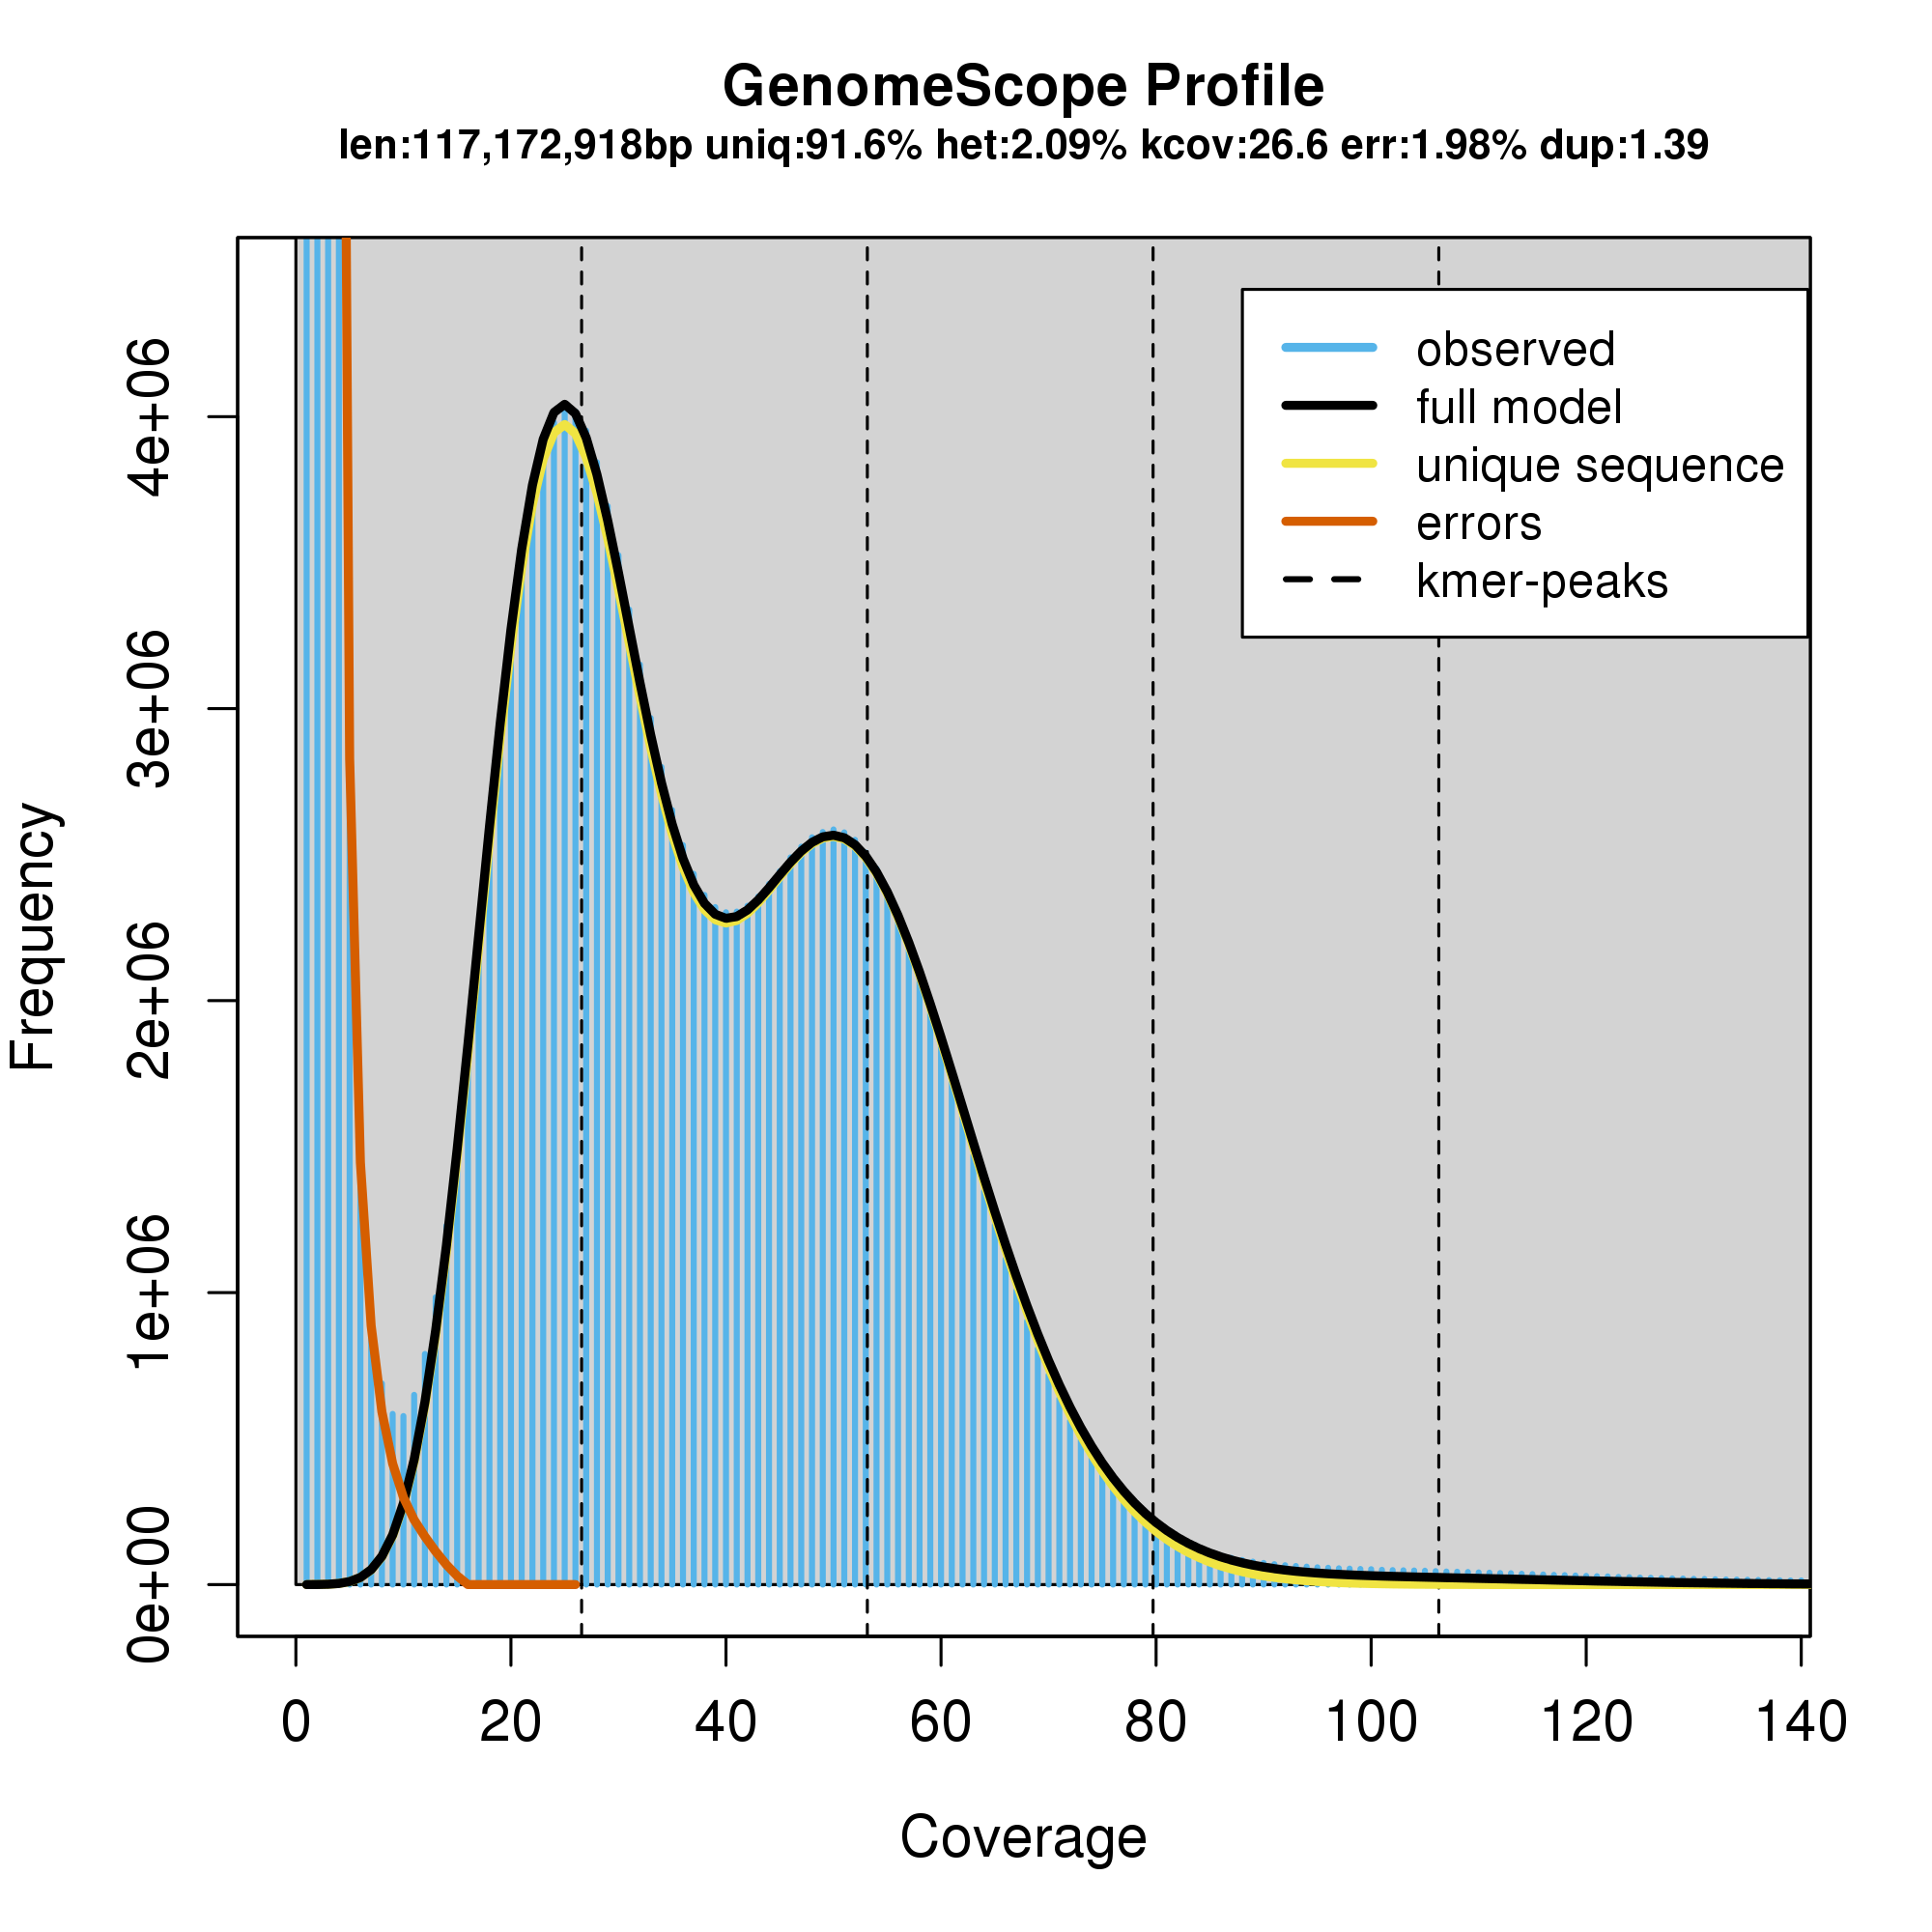 GenomeScope Profile
len:117,172,918bp uniq:91.6% het:2.09% kcov:26.6 err:1.98% dup:1.39
observed
full model
unique sequence
errors
kmer-peaks
Frequency
4e+06
3e+06
2e+06
1e+06
0e+00
0 20 40 60 80 100 120 140
Coverage